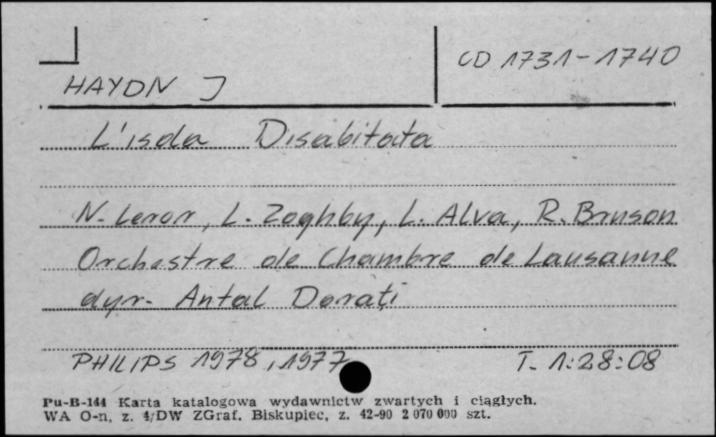 CD 1731-1740
HAYDN J
L'isola Disabitata
N. Leror, L. Zoghby, L. Alva, R. Bruson
Orchestre de Chambre de Lausanne
dyr. Antal Dorati
PHILIPS 1978, 1977 T. 1:28:08
Pu-B-144 Karta katalogowa wydawnictw zwartych i ciągłych.
WA O-n, z. 4/DW ZGraf. Biskupiec, z. 42-90 2 070 000 szt.